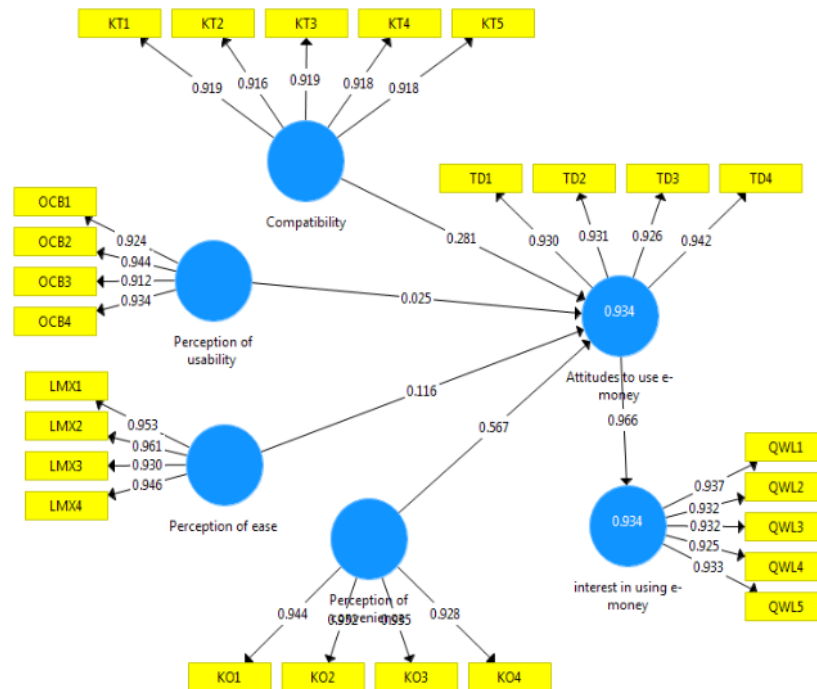 KT1 KT2 KT3 KT4 KT5
0.919 0.916 0.919 0.918 0.918
Compatibility
TD1 TD2 TD3 TD4
0.930 0.931 0.926 0.942
OCB1
OCB2
OCB3
OCB4
0.924
0.944
0.912
0.934
Perception of
usability
0.281
0.025
0.116
0.567
0.934
Attitudes to use e-
money
0.966
LMX1
LMX2
LMX3
LMX4
0.953
0.961
0.930
0.946
Perception of ease
QWL1
QWL2
QWL3
QWL4
QWL5
0.937
0.932
0.932
0.925
0.933
0.934
interest in using e-
money
Perception of
convenience
0.944 0.928
KO1 KO2 KO3 KO4